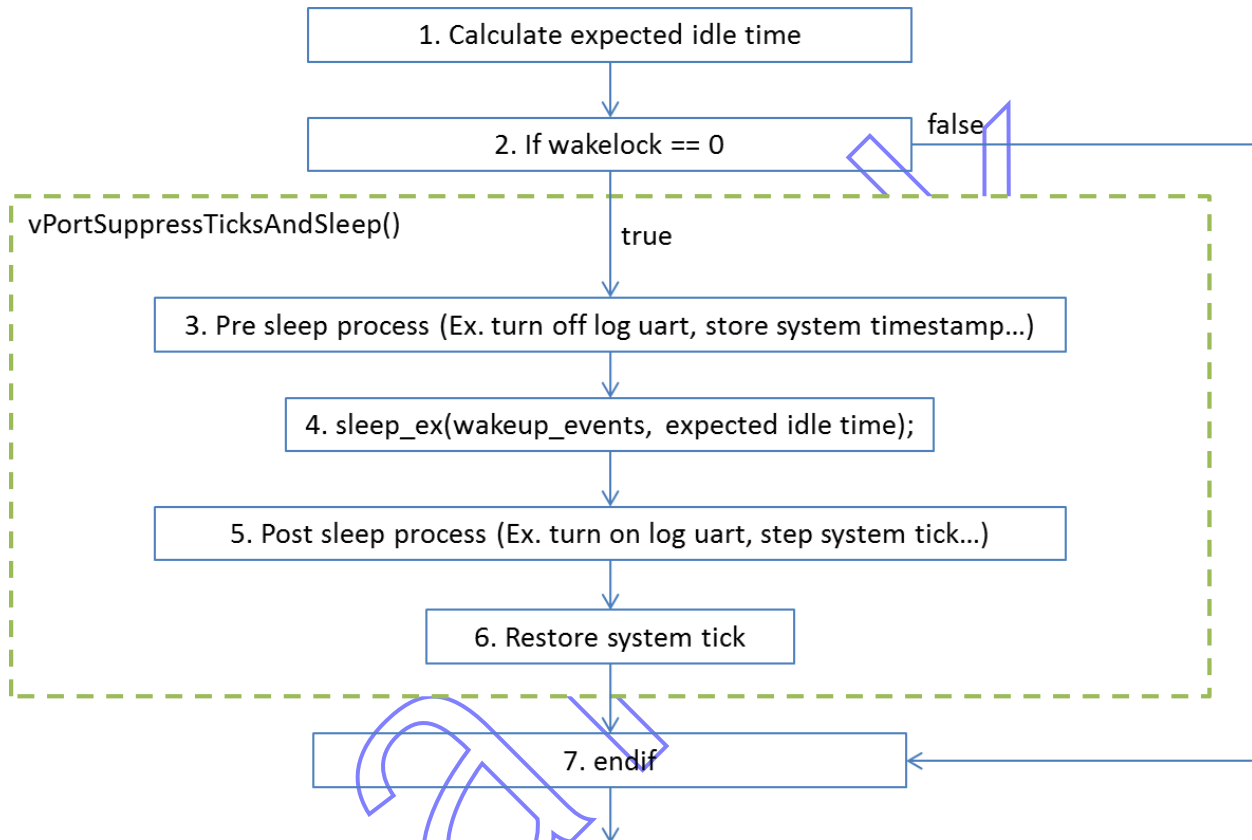 1. Calculate expected idle time
2. If wakelock == 0
false
vPortSuppressTicksAndSleep()
true
3. Pre sleep process (Ex. turn off log uart, store system timestamp…)
4. sleep_ex(wakeup_events, expected idle time);
5. Post sleep process (Ex. turn on log uart, step system tick…)
6. Restore system tick
7. endif